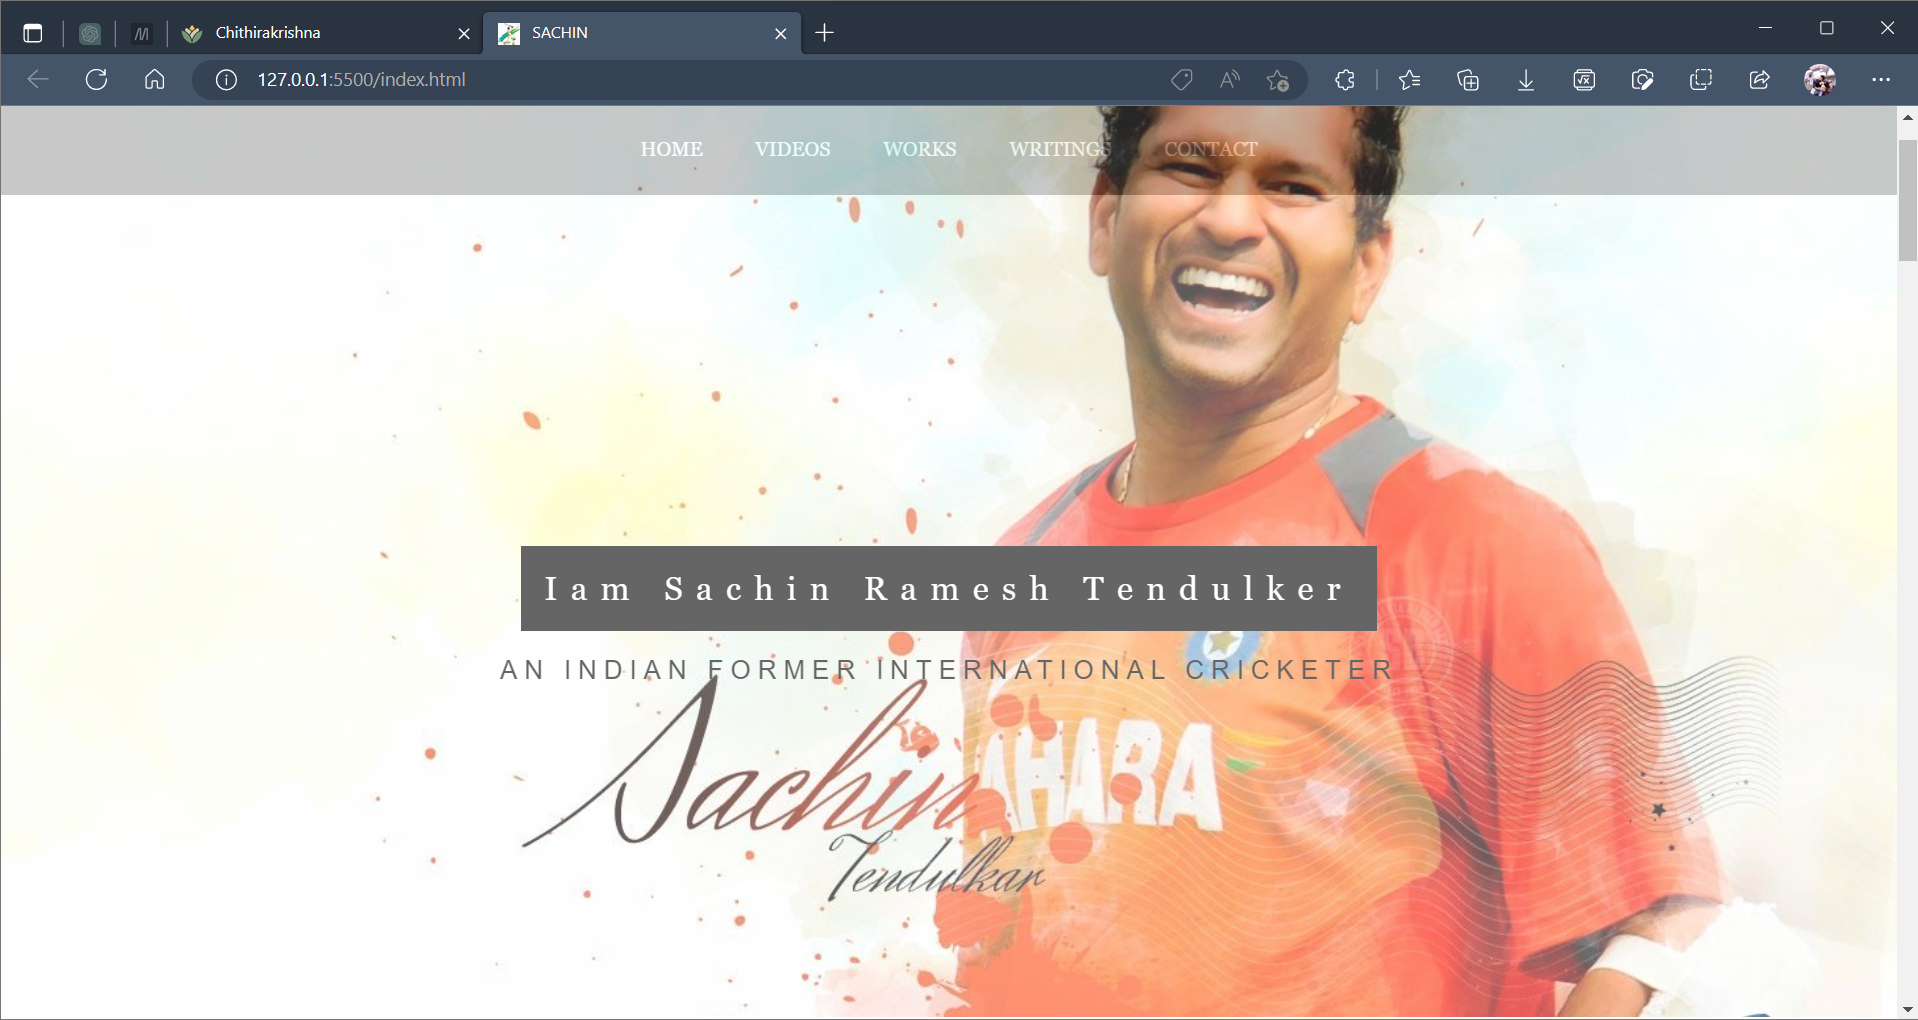 Chithirakrishna
SACHIN
127.0.0.1:5500/index.html
HOME VIDEOS WORKS WRITINGS CONTACT
Iam Sachin Ramesh Tendulker
AN INDIAN FORMER INTERNATIONAL CRICKETER
Sachin
AHARA
Tendulkar